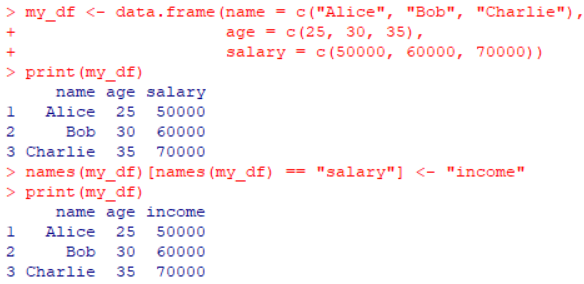 > my_df <- data.frame(name = c("Alice", "Bob", "Charlie"),
+                     age = c(25, 30, 35),
+                     salary = c(50000, 60000, 70000))
> print(my_df)
     name age salary
1   Alice  25  50000
2     Bob  30  60000
3 Charlie  35  70000
> names(my_df)[names(my_df) == "salary"] <- "income"
> print(my_df)
     name age income
1   Alice  25  50000
2     Bob  30  60000
3 Charlie  35  70000